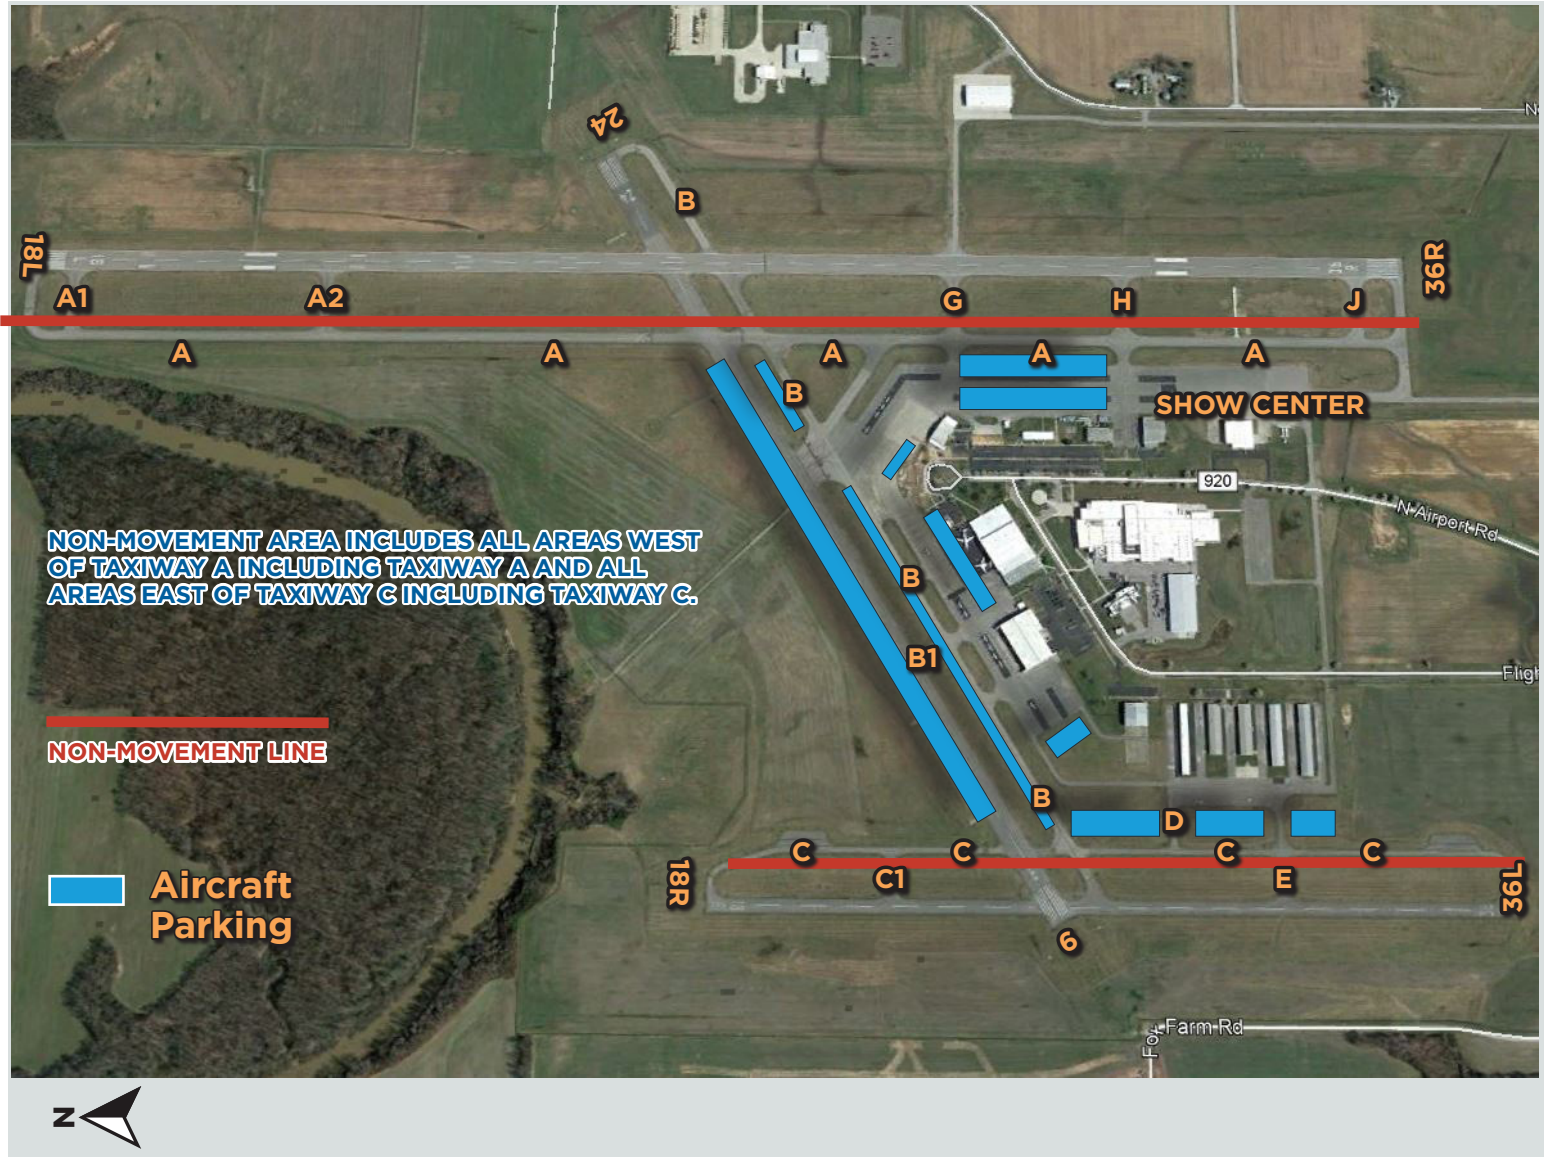 N
24
B
18L
36R
A1
A2
G
H
J
A
A
A
A
A
B
SHOW CENTER
920
N Airport Rd
NON-MOVEMENT AREA INCLUDES ALL AREAS WEST
OF TAXIWAY A INCLUDING TAXIWAY A AND ALL
AREAS EAST OF TAXIWAY C INCLUDING TAXIWAY C.
B
B1
Fligh
NON-MOVEMENT LINE
B
D
C
C
C
C
18R
C1
E
36L
Aircraft
Parking
6
Fox Farm Rd
N